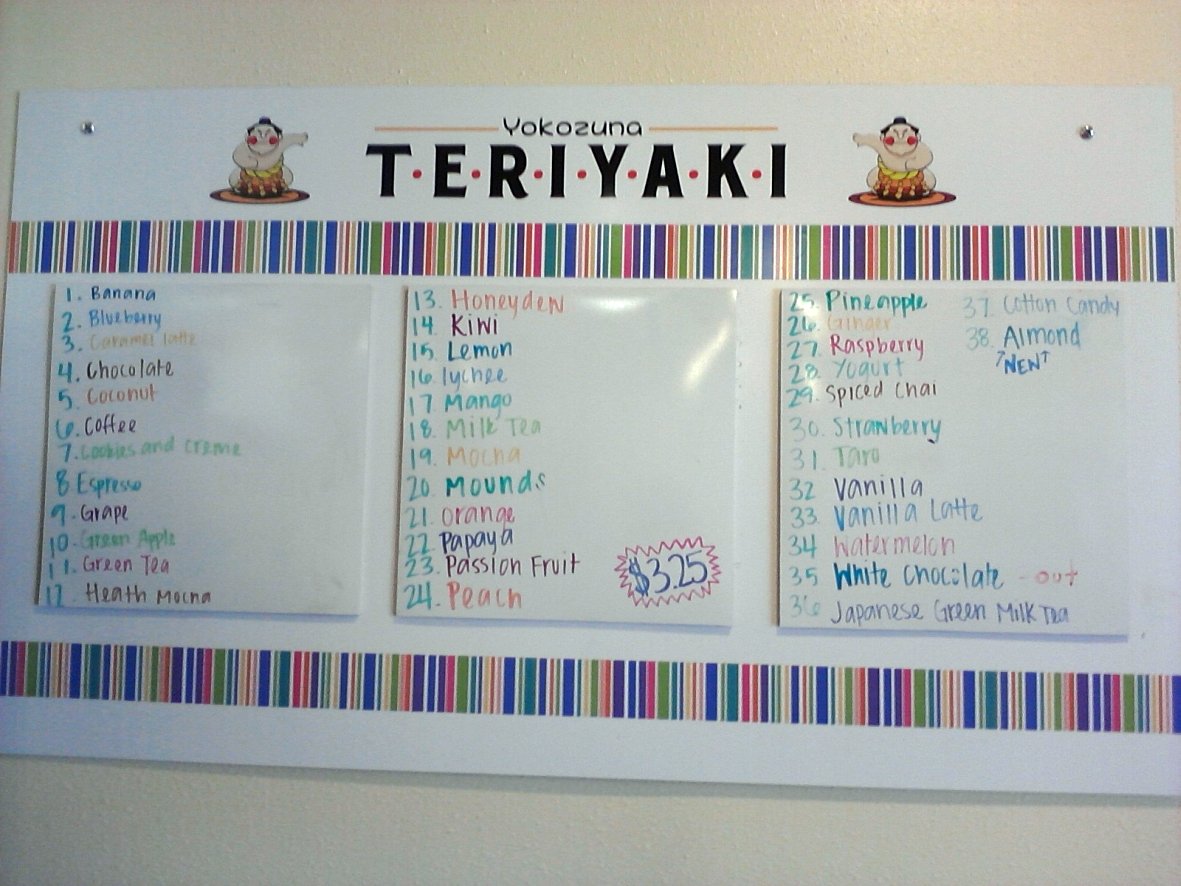 Yokozuna
T·E·R·I·Y·A·K·I
1. Banana
2. Blueberry
3. Caramel latte
4. Chocolate
5. Coconut
6. Coffee
7. Cookies and Creme
8 Espresso
9. Grape
10. Green Apple
11. Green Tea
12. Heath Mocha
13. Honeydew
14. Kiwi
15. Lemon
16. lychee
17. Mango
18. Milk Tea
19. Mocha
20. Mounds
21. Orange
22. Papaya
23. Passion Fruit
24. Peach
$3.25
25. Pineapple
26. Ginger
27. Raspberry
28. Yogurt
29. Spiced Chai
30. Strawberry
31. Taro
32 Vanilla
33 Vanilla Latte
34 Watermelon
35 White Chocolate - OUT
36 Japanese Green Milk Tea
37. Cotton Candy
38. Almond
↑NEW↑